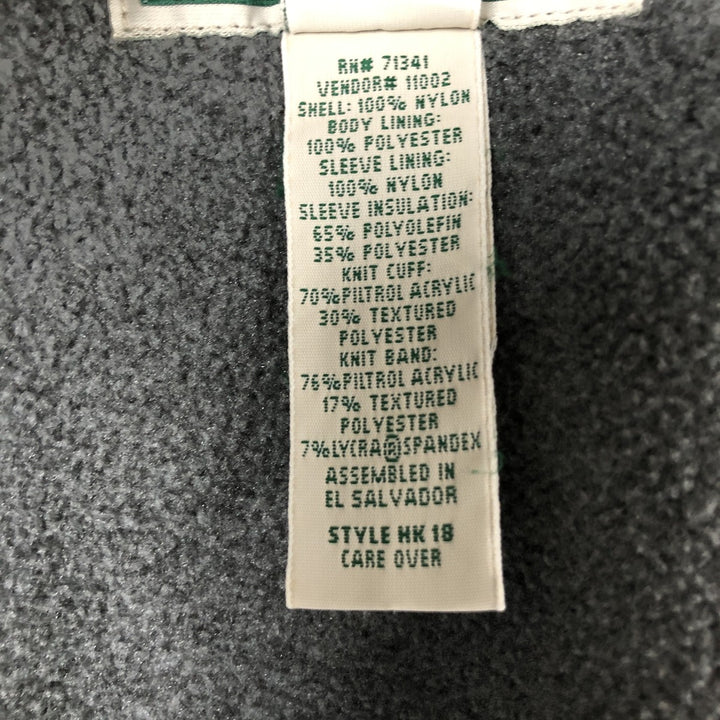 RN# 71341
VENDOR# 11002
SHELL: 100% NYLON
BODY LINING:
100% POLYESTER
SLEEVE LINING:
100% NYLON
SLEEVE INSULATION:
65% POLYOLEFIN
35% POLYESTER
KNIT CUFF:
70%PILTROL ACRYLIC
30% TEXTURED
POLYESTER
KNIT BAND:
76%PILTROL ACRYLIC
17% TEXTURED
POLYESTER
7%LYCRA®SPANDEX
ASSEMBLED IN
EL SALVADOR
STYLE HK 18
CARE OVER